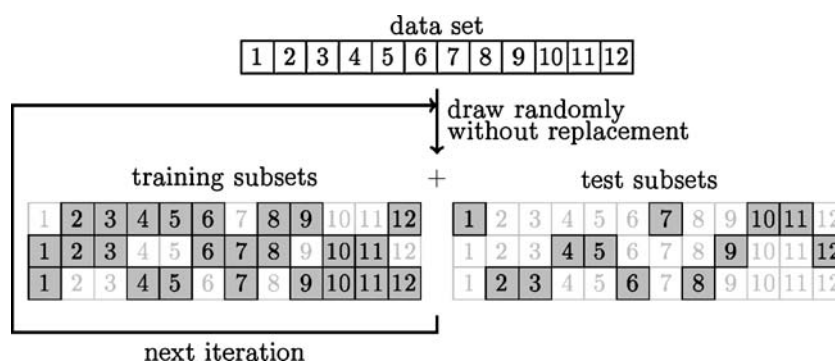 data set
1 2 3 4 5 6 7 8 9 10 11 12
draw randomly
without replacement
training subsets + test subsets
1 2 3 4 5 6 7 8 9 10 11 12 1 2 3 4 5 6 7 8 9 10 11 12
1 2 3 4 5 6 7 8 9 10 11 12 1 2 3 4 5 6 7 8 9 10 11 12
1 2 3 4 5 6 7 8 9 10 11 12 1 2 3 4 5 6 7 8 9 10 11 12
next iteration